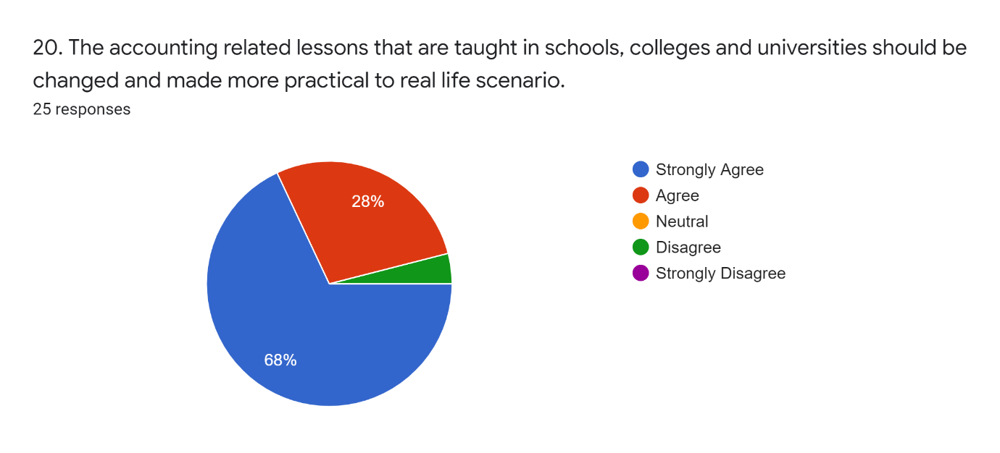 20. The accounting related lessons that are taught in schools, colleges and universities should be
changed and made more practical to real life scenario.
25 responses
28%
68%
Strongly Agree
Agree
Neutral
Disagree
Strongly Disagree